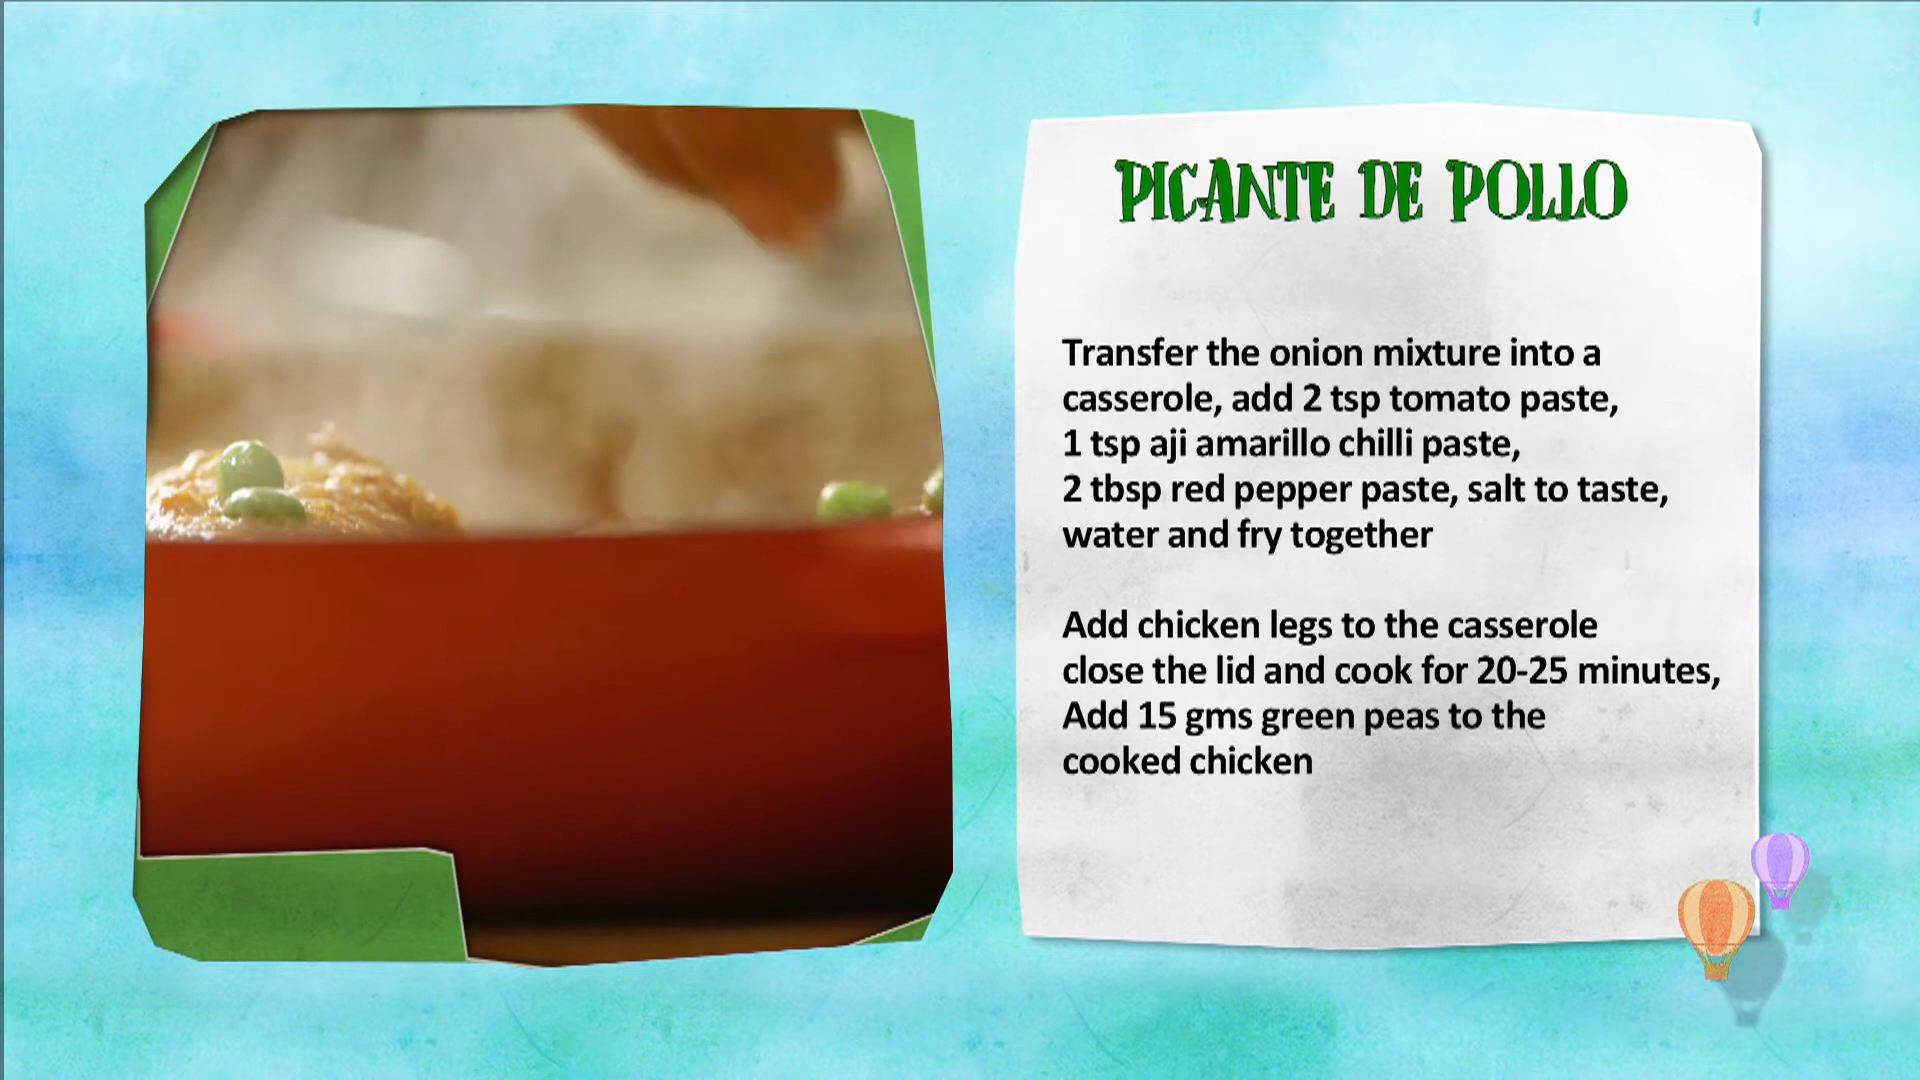 PICANTE DE POLLO
Transfer the onion mixture into a
casserole, add 2 tsp tomato paste,
1 tsp aji amarillo chilli paste,
2 tbsp red pepper paste, salt to taste,
water and fry together
Add chicken legs to the casserole
close the lid and cook for 20-25 minutes,
Add 15 gms green peas to the
cooked chicken